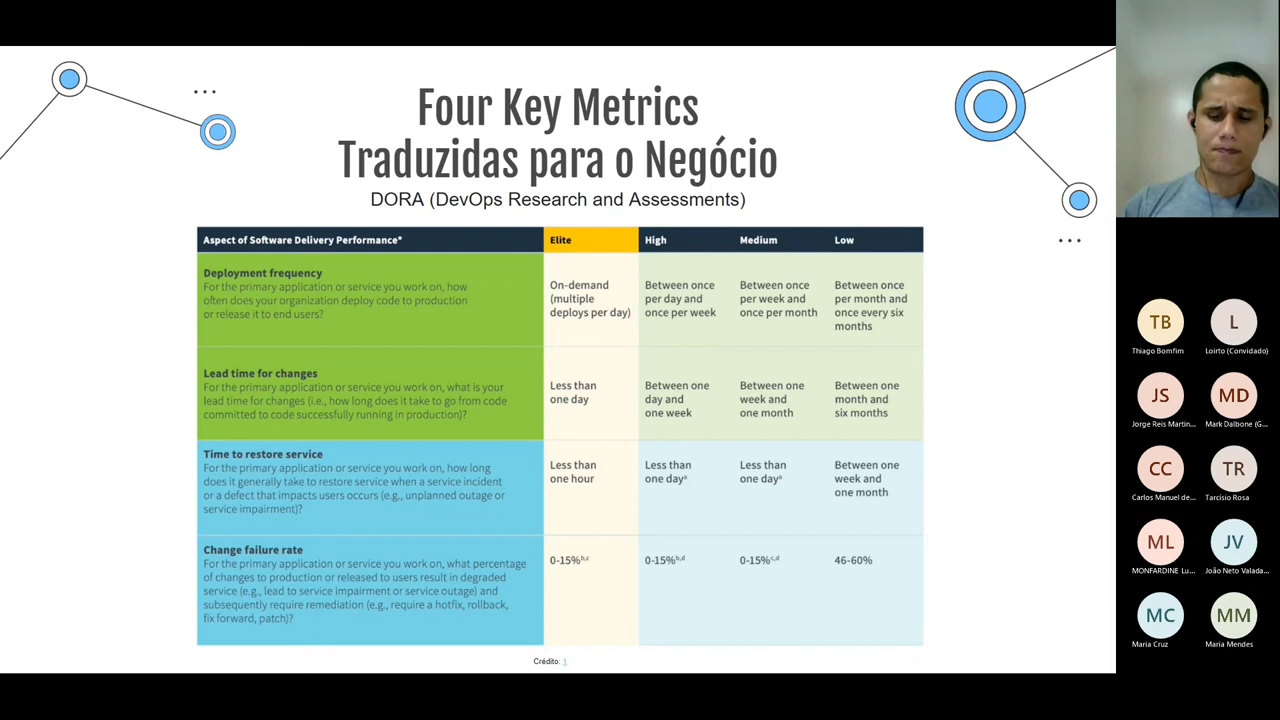 Four Key Metrics
Traduzidas para o Negócio
DORA (DevOps Research and Assessments)
Aspect of Software Delivery Performance* Elite High Medium Low
Deployment frequency
For the primary application or service you work on, how
often does your organization deploy code to production
or release it to end users?
On-demand
(multiple
deploys per day)
Between once
per day and
once per week
Between once
per week and
once per month
Between once
per month and
once every six
months
Lead time for changes
For the primary application or service you work on, what is your
lead time for changes (i.e., how long does it take to go from code
committed to code successfully running in production)?
Less than
one day
Between one
day and
one week
Between one
week and
one month
Between one
month and
six months
Time to restore service
For the primary application or service you work on, how long
does it generally take to restore service when a service incident
or a defect that impacts users occurs (e.g., unplanned outage or
service impairment)?
Less than
one hour
Less than
one dayᵃ
Less than
one dayᵃ
Between one
week and
one month
Change failure rate
For the primary application or service you work on, what percentage
of changes to production or released to users result in degraded
service (e.g., lead to service impairment or service outage) and
subsequently require remediation (e.g., require a hotfix, rollback,
fix forward, patch)?
0-15%ᵇ,ᶜ
0-15%ᵇ,ᵈ
0-15%ᶜ,ᵈ
46-60%
Crédito: 1
TB L
Thiago Bomfim Loirto (Convidado)
JS MD
Jorge Reis Martin... Mark Dalbone (G...
CC TR
Carlos Manuel de... Tarcísio Rosa
ML JV
MONFARDINE Lu... João Neto Valada...
MC MM
Maria Cruz Maria Mendes